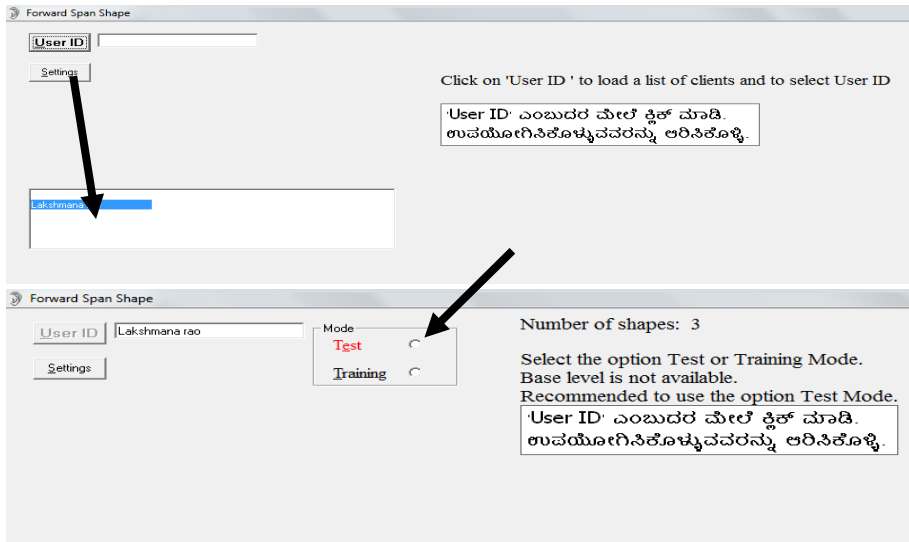 Forward Span Shape
User ID
Settings
Click on 'User ID ' to load a list of clients and to select User ID
'User ID' ಎಂಬುದರ ಮೇಲೆ ಕ್ಲಿಕ್ ಮಾಡಿ.
ಉಪಯೋಗಿಸಿಕೊಳ್ಳುವವರನ್ನು ಆರಿಸಿಕೊಳ್ಳಿ.
Lakshmana
Forward Span Shape
User ID Lakshmana rao
Settings
Mode
Test
Training
Number of shapes: 3
Select the option Test or Training Mode.
Base level is not available.
Recommended to use the option Test Mode.
'User ID' ಎಂಬುದರ ಮೇಲೆ ಕ್ಲಿಕ್ ಮಾಡಿ.
ಉಪಯೋಗಿಸಿಕೊಳ್ಳುವವರನ್ನು ಆರಿಸಿಕೊಳ್ಳಿ.